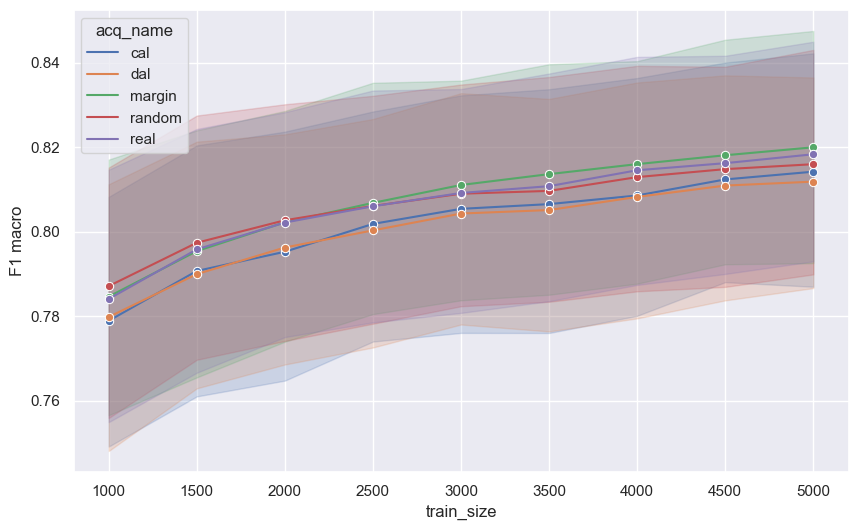 acq_name
cal
dal
margin
random
real
0.84
0.82
0.80
0.78
0.76
F1 macro
1000 1500 2000 2500 3000 3500 4000 4500 5000
train_size